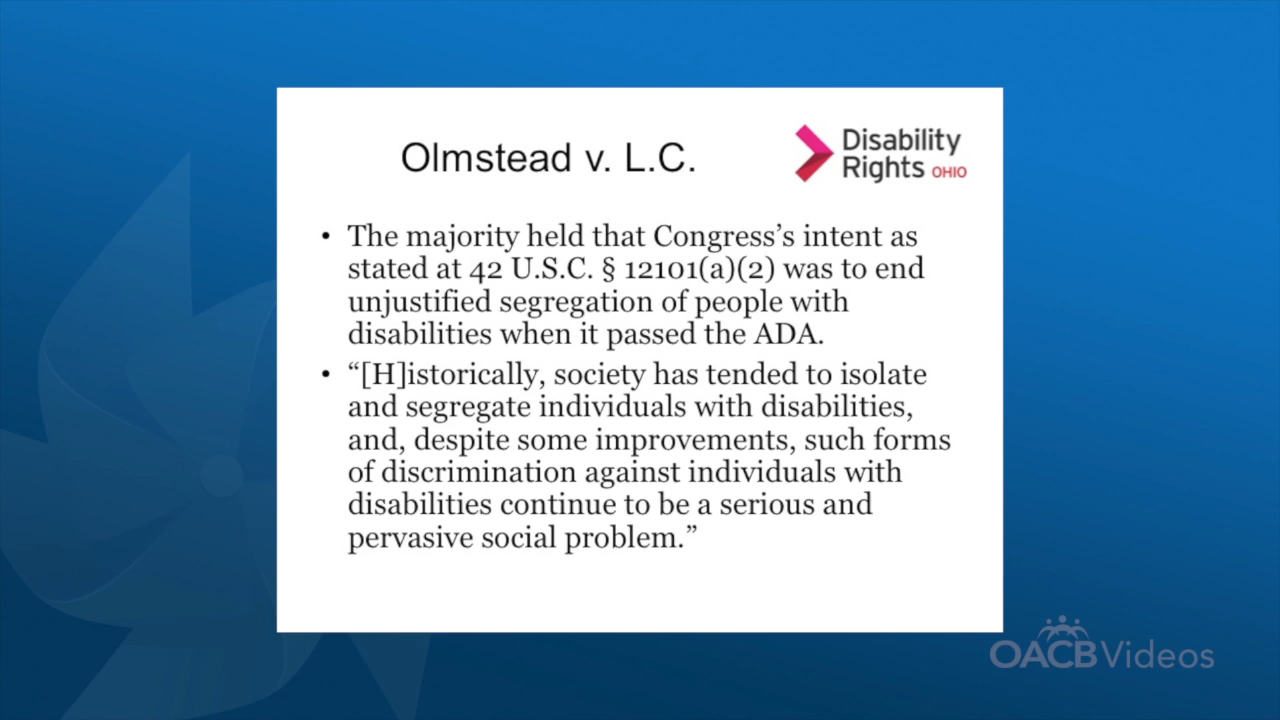 Olmstead v. L.C.
Disability
Rights OHIO
• The majority held that Congress’s intent as
stated at 42 U.S.C. § 12101(a)(2) was to end
unjustified segregation of people with
disabilities when it passed the ADA.
• “[H]istorically, society has tended to isolate
and segregate individuals with disabilities,
and, despite some improvements, such forms
of discrimination against individuals with
disabilities continue to be a serious and
pervasive social problem.”
OACBVideos